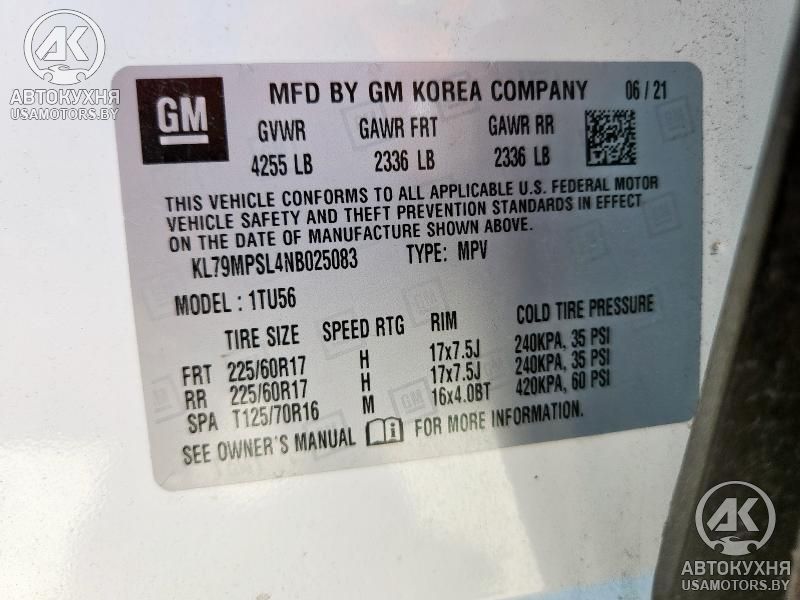 AK
АВТОКУХНЯ
USAMOTORS.BY
GM
MFD BY GM KOREA COMPANY 06 / 21
GVWR GAWR FRT GAWR RR
4255 LB 2336 LB 2336 LB
THIS VEHICLE CONFORMS TO ALL APPLICABLE U.S. FEDERAL MOTOR
VEHICLE SAFETY AND THEFT PREVENTION STANDARDS IN EFFECT
ON THE DATE OF MANUFACTURE SHOWN ABOVE.
KL79MPSL4NB025083 TYPE: MPV
MODEL : 1TU56
TIRE SIZE SPEED RTG RIM COLD TIRE PRESSURE
FRT 225/60R17 H 17x7.5J 240KPA, 35 PSI
RR 225/60R17 H 17x7.5J 240KPA, 35 PSI
SPA T125/70R16 M 16x4.0BT 420KPA, 60 PSI
SEE OWNER'S MANUAL FOR MORE INFORMATION.
AK
АВТОКУХНЯ
USAMOTORS.BY